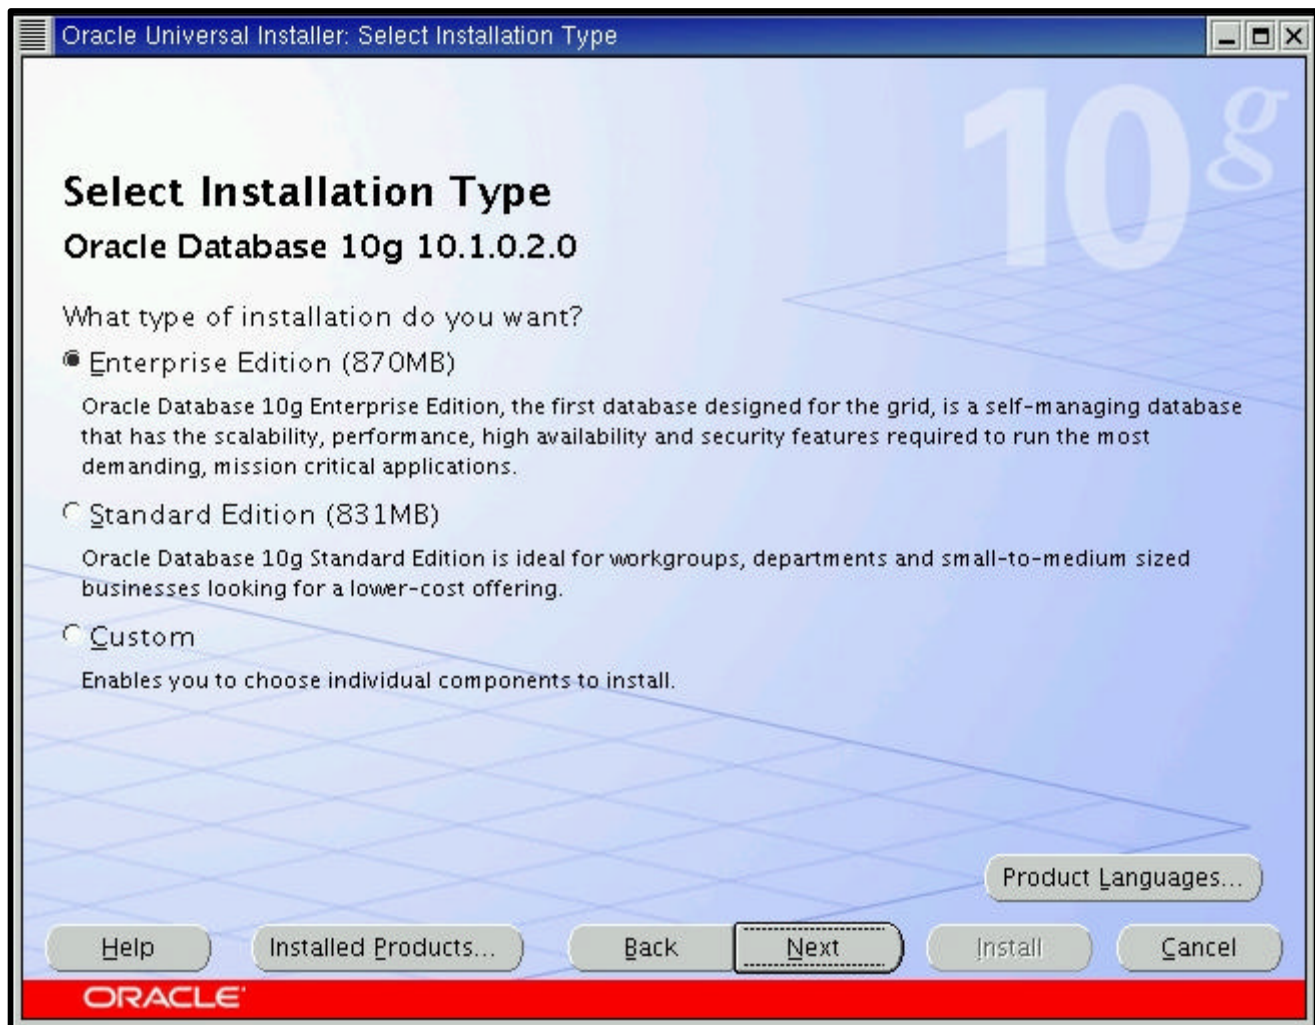 Oracle Universal Installer: Select Installation Type
10g
Select Installation Type
Oracle Database 10g 10.1.0.2.0
What type of installation do you want?
Enterprise Edition (870MB)
Oracle Database 10g Enterprise Edition, the first database designed for the grid, is a self-managing database
that has the scalability, performance, high availability and security features required to run the most
demanding, mission critical applications.
Standard Edition (831MB)
Oracle Database 10g Standard Edition is ideal for workgroups, departments and small-to-medium sized
businesses looking for a lower-cost offering.
Custom
Enables you to choose individual components to install.
Product Languages...
Help Installed Products... Back Next Install Cancel
ORACLE